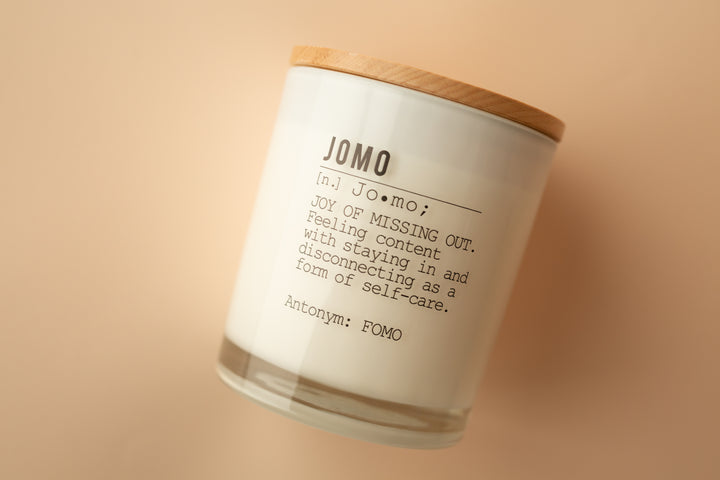 JOMO
[n.] Jo•mo;
JOY OF MISSING OUT.
Feeling content
with staying in and
disconnecting as a
form of self-care.
Antonym: FOMO